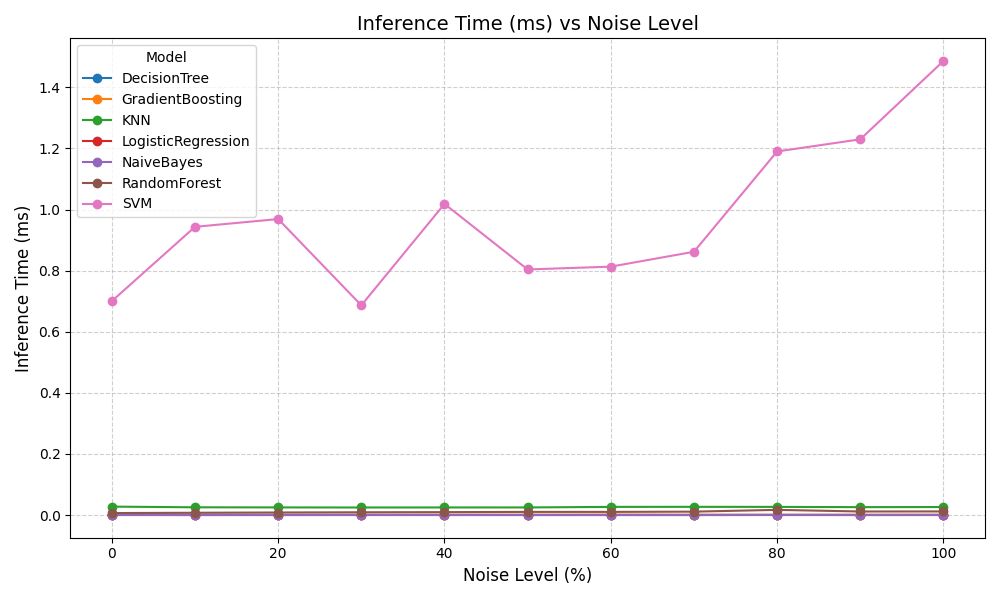 Inference Time (ms) vs Noise Level
Model
DecisionTree
GradientBoosting
KNN
LogisticRegression
NaiveBayes
RandomForest
SVM
Inference Time (ms)
1.4
1.2
1.0
0.8
0.6
0.4
0.2
0.0
0 20 40 60 80 100
Noise Level (%)